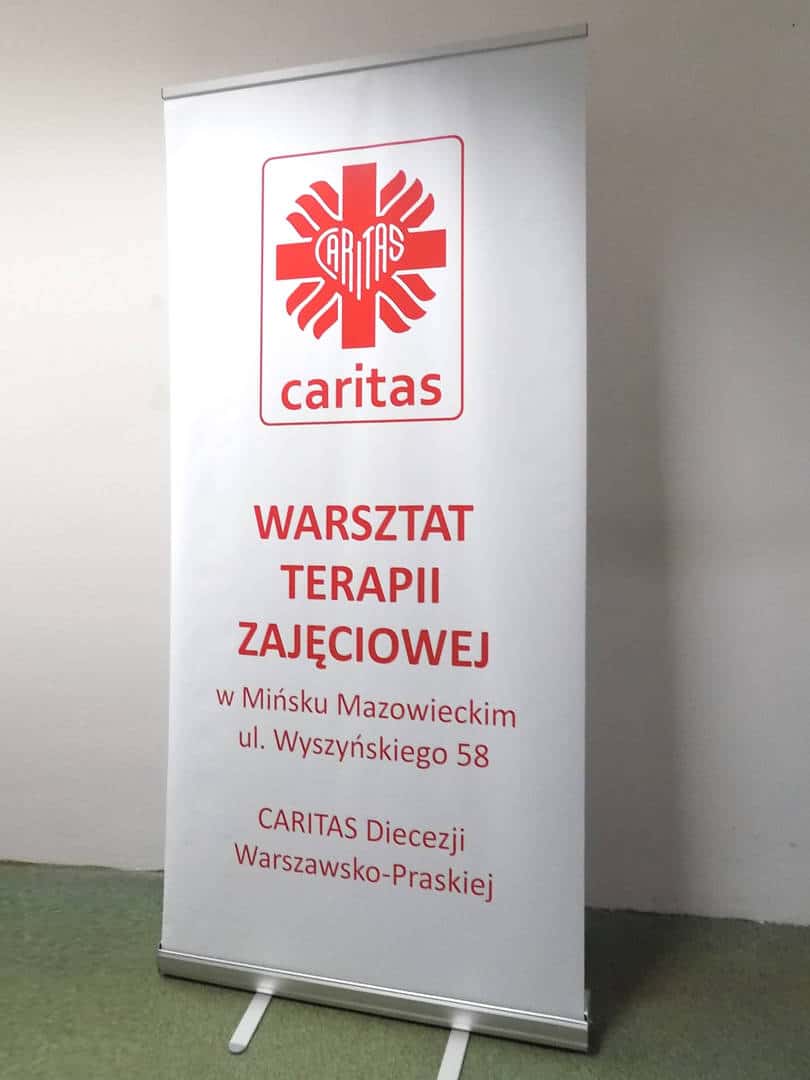 CARITAS
caritas
WARSZTAT
TERAPII
ZAJĘCIOWEJ
w Mińsku Mazowieckim
ul. Wyszyńskiego 58
CARITAS Diecezji
Warszawsko-Praskiej